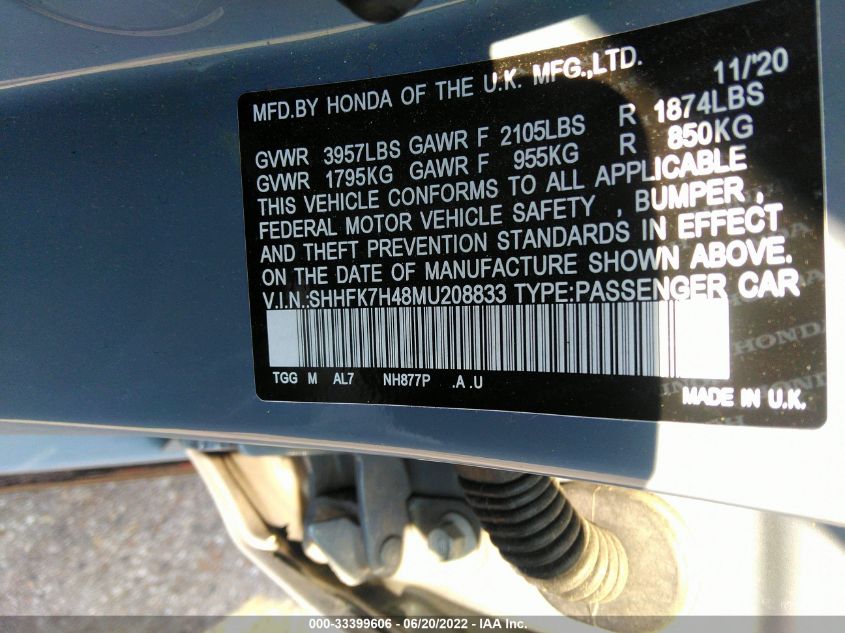 MFD.BY HONDA OF THE U.K. MFG.,LTD. 11/'20
GVWR 3957LBS GAWR F 2105LBS R 1874LBS
GVWR 1795KG GAWR F 955KG R 850KG
THIS VEHICLE CONFORMS TO ALL APPLICABLE
FEDERAL MOTOR VEHICLE SAFETY , BUMPER ,
AND THEFT PREVENTION STANDARDS IN EFFECT
ON THE DATE OF MANUFACTURE SHOWN ABOVE.
V.I.N.:SHHFK7H48MU208833 TYPE:PASSENGER CAR
HONDA
TGG M AL7 NH877P .A .U
MADE IN U.K.
000-33399606 - 06/20/2022 - IAA Inc.